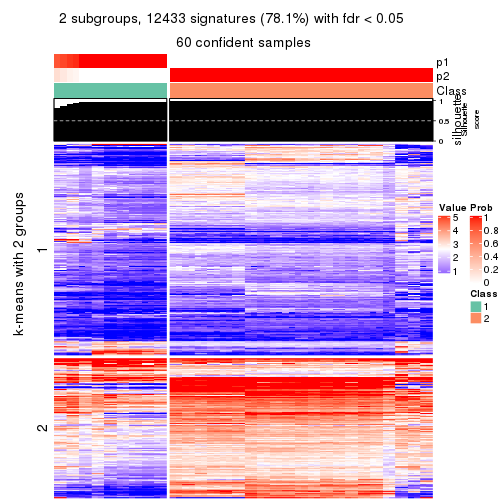 2 subgroups, 12433 signatures (78.1%) with fdr < 0.05
60 confident samples
p1
p2
Class
silhouette
Silhouette
score
1
0.5
0
k-means with 2 groups
1
2
Value
5
4
3
2
1
Prob
1
0.8
0.6
0.4
0.2
0
Class
1
2